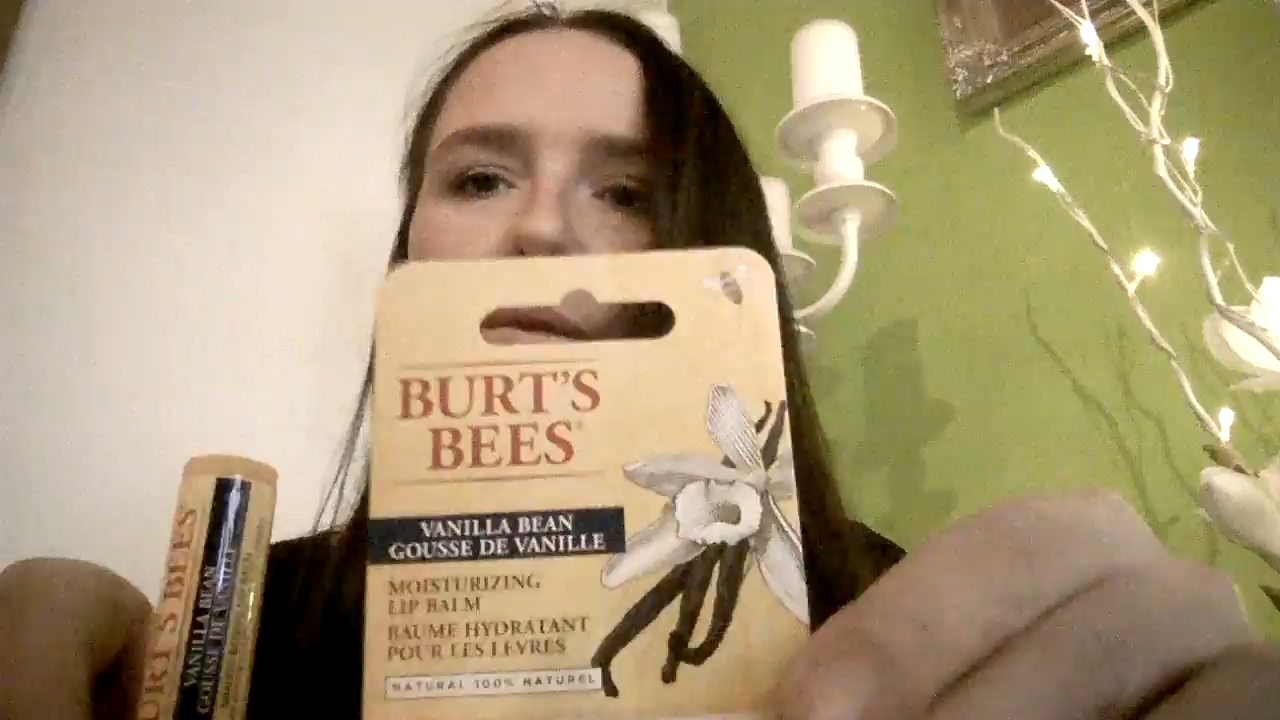 BURT'S
BEES®
VANILLA BEAN
GOUSSE DE VANILLE
MOISTURIZING
LIP BALM
BAUME HYDRATANT
POUR LES LÈVRES
NATURAL 100% NATUREL
BURT'S BEES
VANILLA BEAN
GOUSSE DE VANILLE